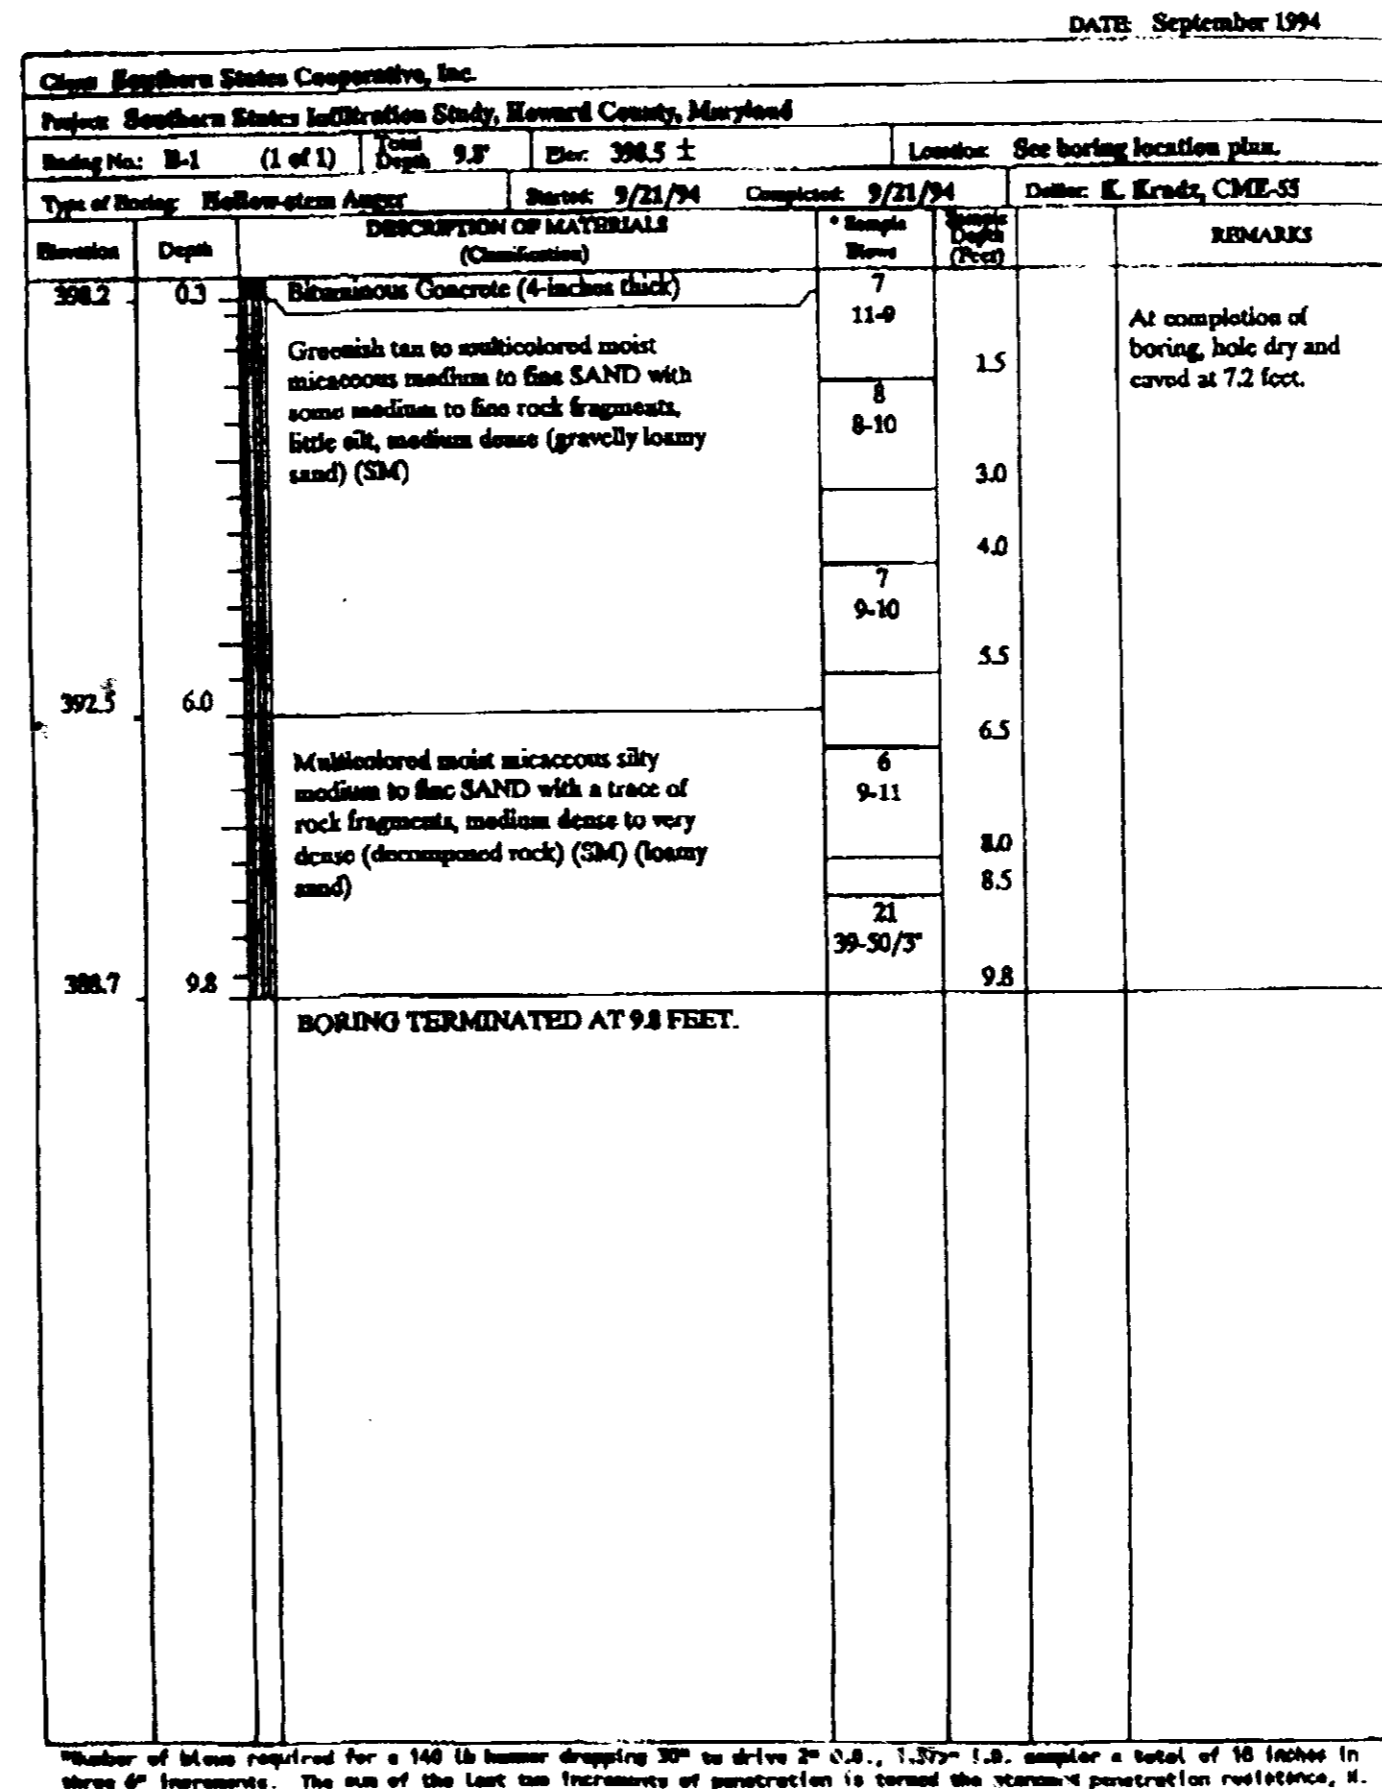 DATE: September 1994
Client: Southern States Cooperative, Inc.
Project: Southern States Infiltration Study, Howard County, Maryland
Boring No.: B-1 (1 of 1) Total Depth 9.8' Elev: 398.5 ± Location: See boring location plan.
Type of Boring: Hollow-stem Auger Started: 9/21/94 Completed: 9/21/94 Driller: K. CME-55
Elevation Depth DESCRIPTION OF MATERIALS (Classification) * Sample Blows Sample Depth (Feet) REMARKS
398.2 0.3 Bituminous Concrete (4-inches thick) 7
11-9
Greenish tan to multicolored moist
micaceous medium to fine SAND with
some medium to fine rock fragments,
little silt, medium dense (gravelly loamy
sand) (SM)
1.5
8
8-10
3.0
4.0
7
9-10
5.5
At completion of
boring, hole dry and
caved at 7.2 feet.
392.5 6.0
6.5
Multicolored moist micaceous silty
medium to fine SAND with a trace of
rock fragments, medium dense to very
dense (decomposed rock) (SM) (loamy
sand)
6
9-11
8.0
8.5
21
39-50/3"
388.7 9.8 9.8
BORING TERMINATED AT 9.8 FEET.
*Number of blows required for a 140 lb hammer dropping 30" to drive 2" O.D., 1.375" I.D. sampler a total of 18 inches in
three 6" increments. The sum of the last two increments of penetration is termed the standard penetration resistance, N.